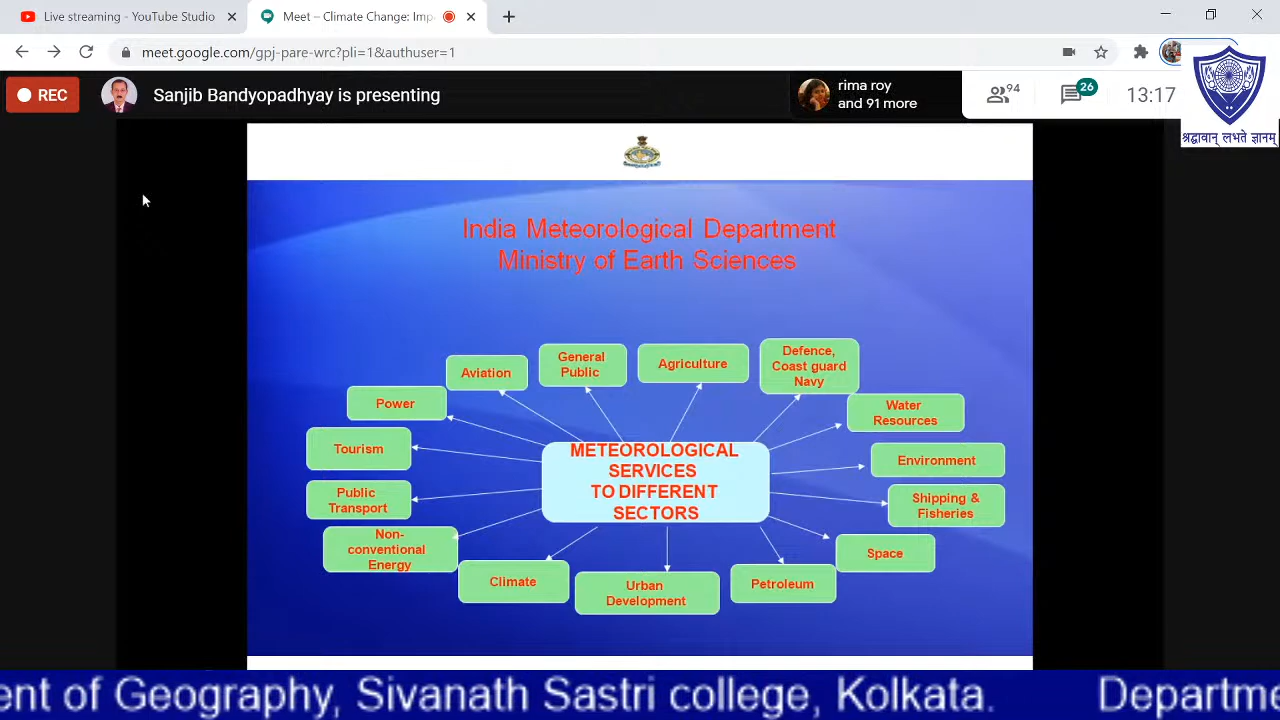 Live streaming - YouTube Studio
Meet – Climate Change: Imp
meet.google.com/gpj-pare-wrc?pli=1&authuser=1
REC
Sanjib Bandyopadhyay is presenting
rima roy
and 91 more
94
26
13:17
श्रद्धावान् लभते ज्ञानम्
India Meteorological Department
Ministry of Earth Sciences
General
Public
Agriculture
Defence,
Coast guard
Navy
Aviation
Power
Water
Resources
Tourism
Environment
METEOROLOGICAL
SERVICES
TO DIFFERENT
SECTORS
Public
Transport
Shipping &
Fisheries
Non-
conventional
Energy
Space
Climate
Urban
Development
Petroleum
ent of Geography, Sivanath Sastri college, Kolkata.
Departme